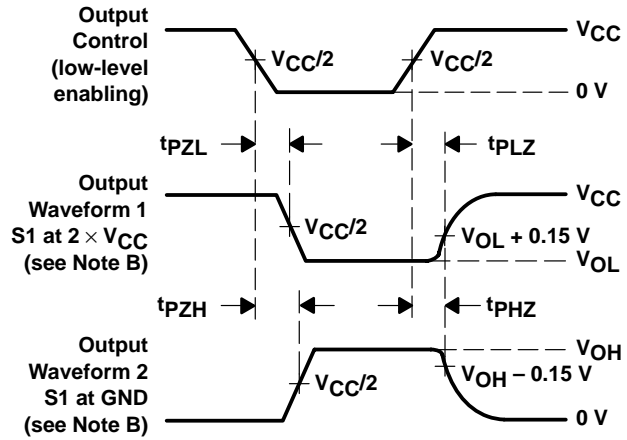 Output
Control
(low-level
enabling)
VCC/2
VCC/2
VCC
0 V
tPZL
tPLZ
Output
Waveform 1
S1 at 2 × VCC
(see Note B)
VCC/2
VCC
VOL + 0.15 V
VOL
tPZH
tPHZ
Output
Waveform 2
S1 at GND
(see Note B)
VCC/2
VOH
VOH – 0.15 V
0 V